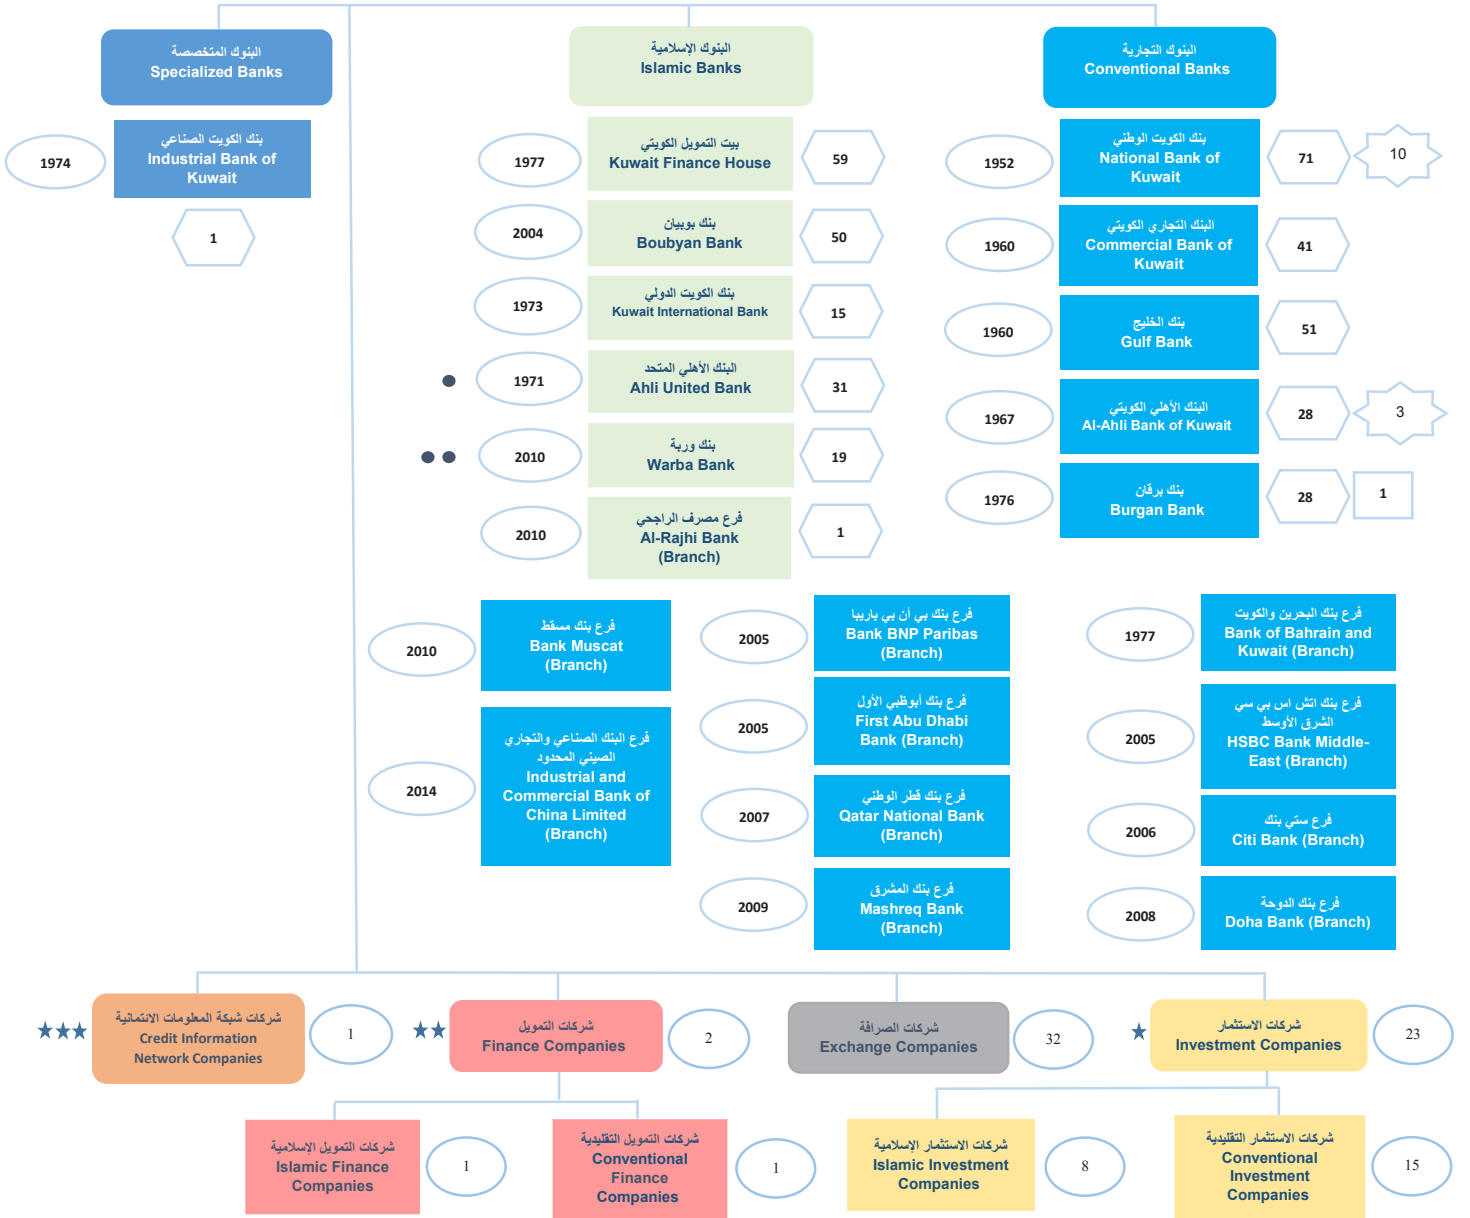 البنوك المتخصصة
Specialized Banks
البنوك الإسلامية
Islamic Banks
البنوك التجارية
Conventional Banks
1974
بنك الكويت الصناعي
Industrial Bank of
Kuwait
1
1977
بيت التمويل الكويتي
Kuwait Finance House
59
2004
بنك بوبيان
Boubyan Bank
50
1973
بنك الكويت الدولي
Kuwait International Bank
15
1971
البنك الأهلي المتحد
Ahli United Bank
31
2010
بنك وربة
Warba Bank
19
2010
فرع مصرف الراجحي
Al-Rajhi Bank
(Branch)
1
1952
بنك الكويت الوطني
National Bank of
Kuwait
71
10
1960
البنك التجاري الكويتي
Commercial Bank of
Kuwait
41
1960
بنك الخليج
Gulf Bank
51
1967
البنك الأهلي الكويتي
Al-Ahli Bank of Kuwait
28
3
1976
بنك برقان
Burgan Bank
28
1
2010
فرع بنك مسقط
Bank Muscat
(Branch)
2014
فرع البنك الصناعي والتجاري
الصيني المحدود
Industrial and
Commercial Bank of
China Limited
(Branch)
2005
فرع بنك بي أن بي باريبا
Bank BNP Paribas
(Branch)
2005
فرع بنك أبوظبي الأول
First Abu Dhabi
Bank (Branch)
2007
فرع بنك قطر الوطني
Qatar National Bank
(Branch)
2009
فرع بنك المشرق
Mashreq Bank
(Branch)
1977
فرع بنك البحرين والكويت
Bank of Bahrain and
Kuwait (Branch)
2005
فرع بنك اتش اس بي سي
الشرق الأوسط
HSBC Bank Middle-
East (Branch)
2006
فرع ستي بنك
Citi Bank (Branch)
2008
فرع بنك الدوحة
Doha Bank (Branch)
شركات شبكة المعلومات الائتمانية
Credit Information
Network Companies
1
شركات التمويل
Finance Companies
2
شركات الصرافة
Exchange Companies
32
شركات الاستثمار
Investment Companies
23
شركات التمويل الإسلامية
Islamic Finance
Companies
1
شركات التمويل التقليدية
Conventional
Finance
Companies
1
شركات الاستثمار الإسلامية
Islamic Investment
Companies
8
شركات الاستثمار التقليدية
Conventional
Investment
Companies
15